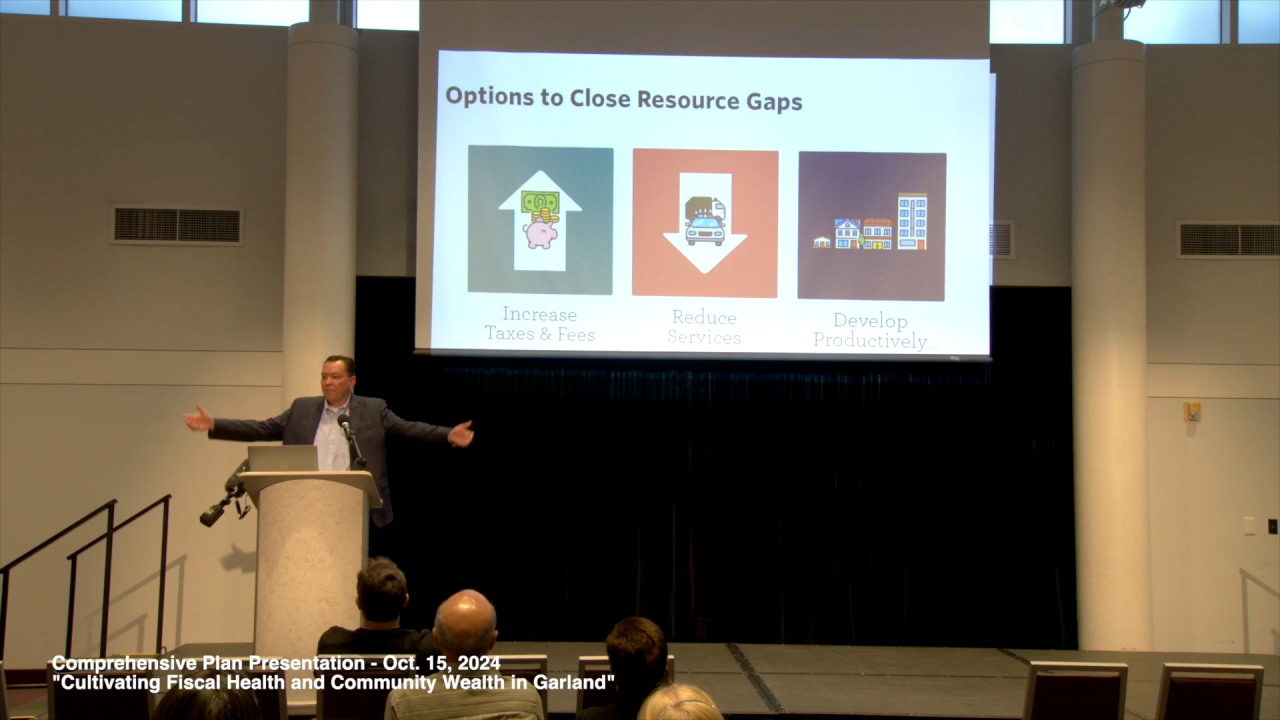 Options to Close Resource Gaps
Increase
Taxes & Fees
Reduce
Services
Develop
Productively
Comprehensive Plan Presentation - Oct. 15, 2024
"Cultivating Fiscal Health and Community Wealth in Garland"